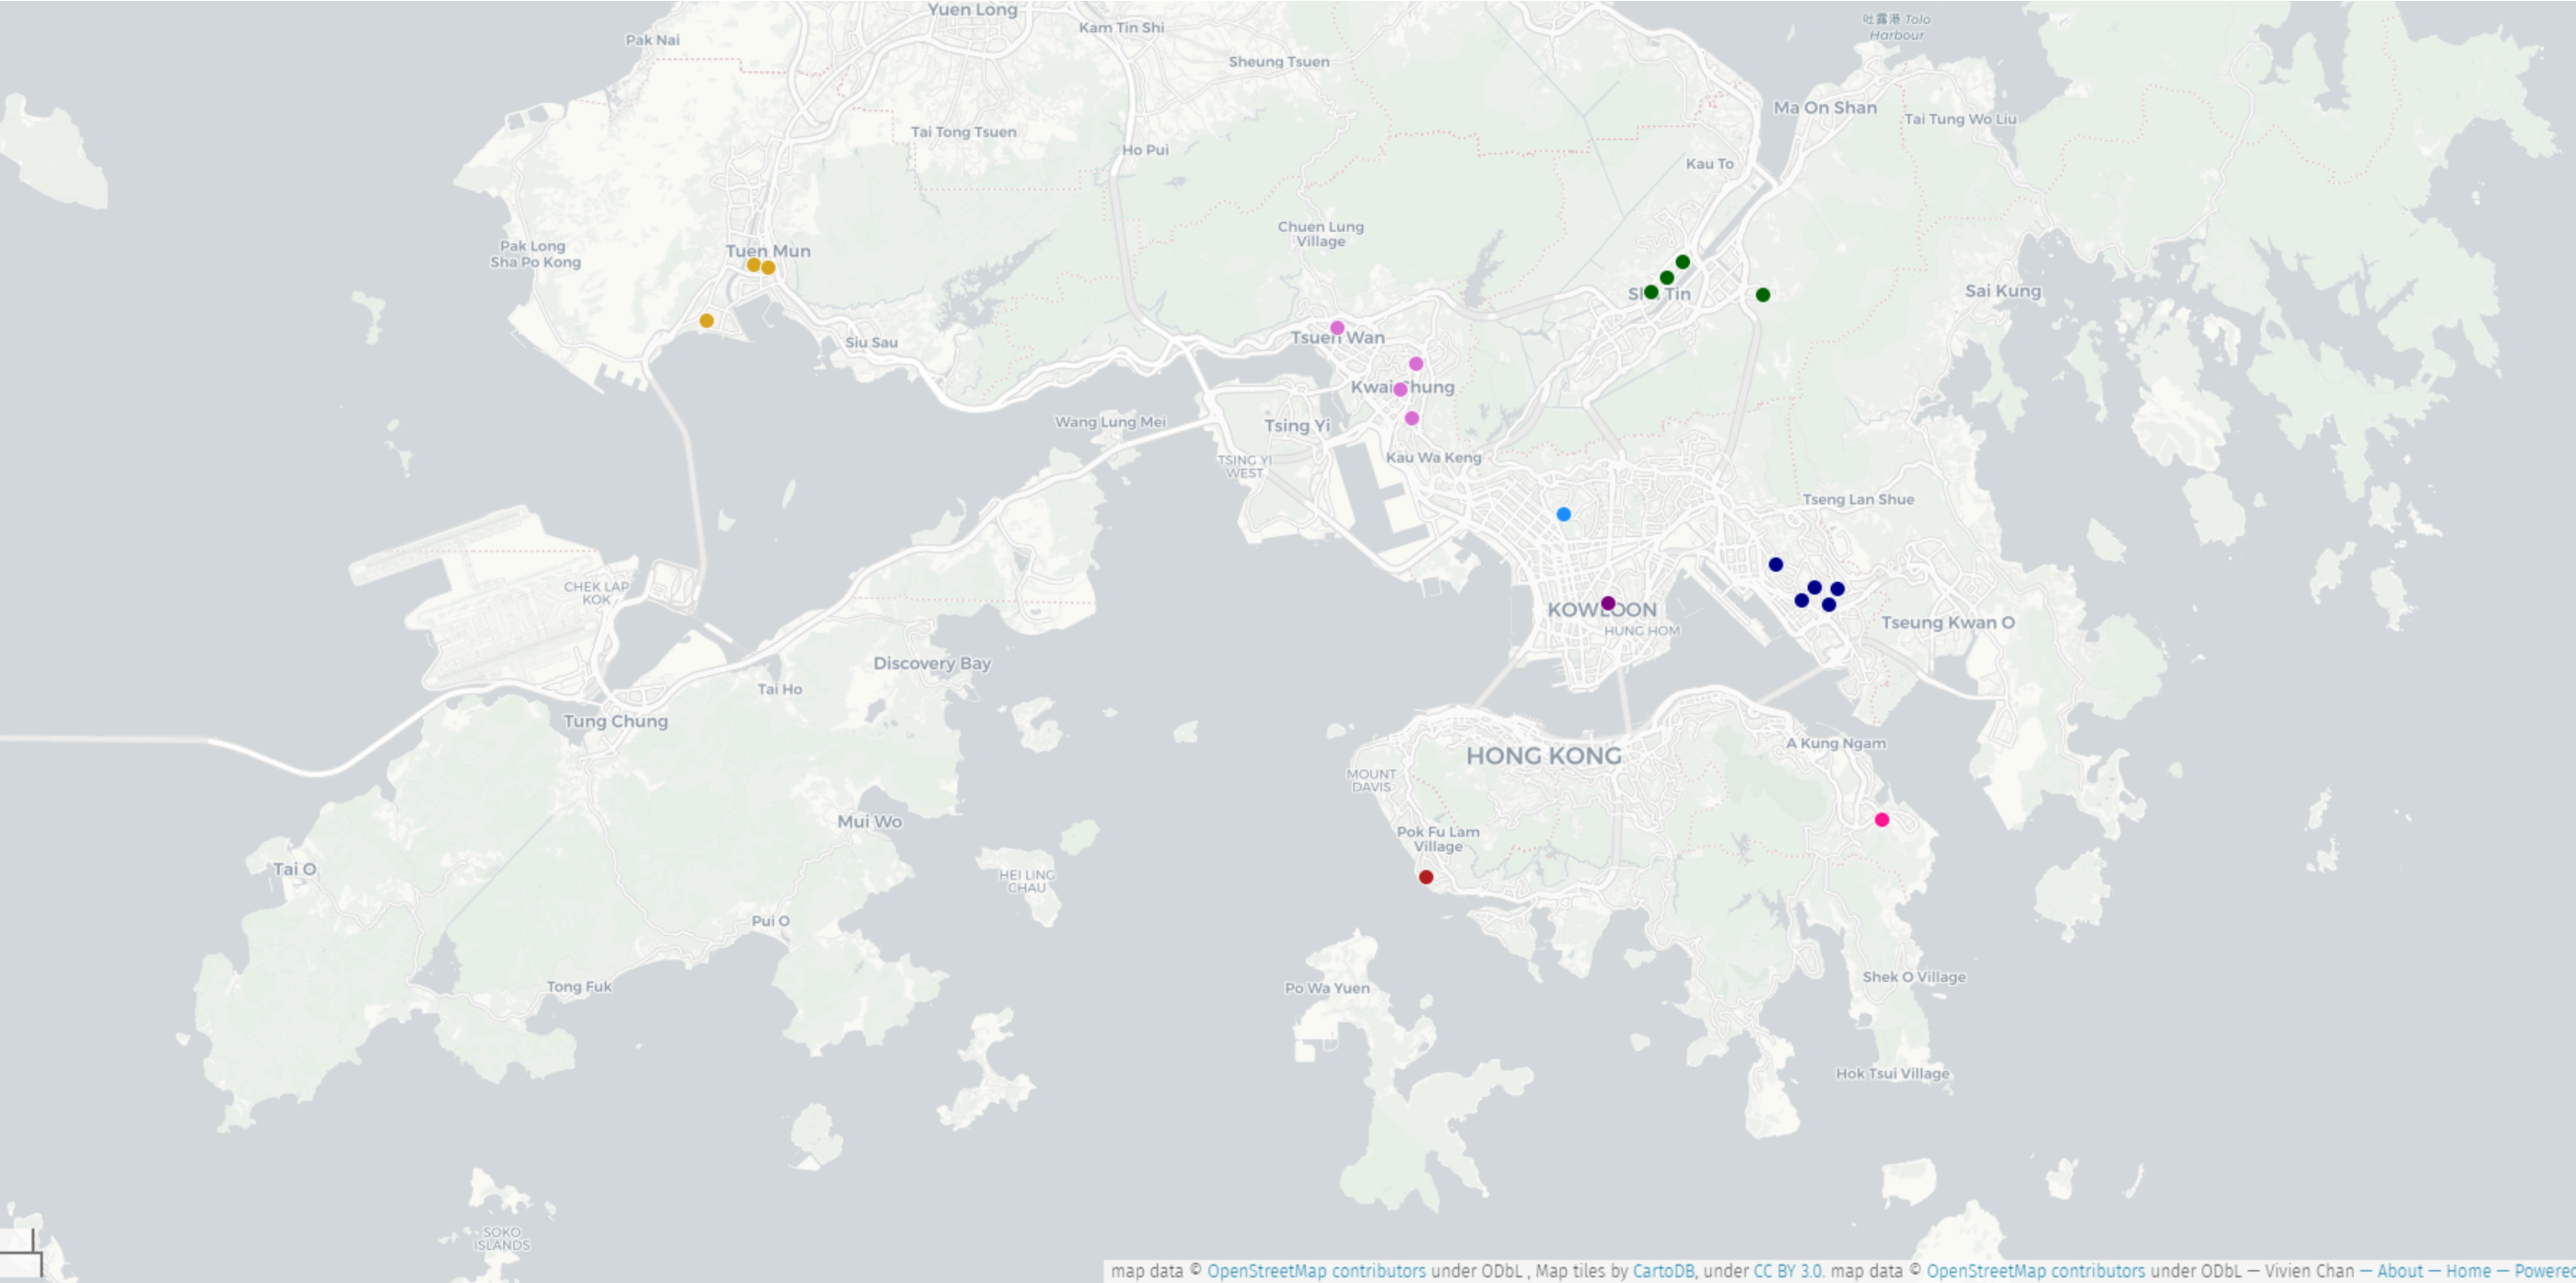 Yuen Long
Kam Tin Shi
吐露港 Tolo
Harbour
Pak Nai
Sheung Tsuen
Ma On Shan
Tai Tung Wo Liu
Tai Tong Tsuen
Ho Pui
Kau To
Chuen Lung
Village
Pak Long
Sha Po Kong
Tuen Mun
Sai Kung
Siu Sau
Tsuen Wan
Kwai Chung
Wang Lung Mei
Tsing Yi
TSING YI
WEST
Kau Wa Keng
Tseng Lan Shue
CHEK LAP
KOK
KOWLOON
HUNG HOM
Tseung Kwan O
Discovery Bay
Tai Ho
Tung Chung
HONG KONG
A Kung Ngam
MOUNT
DAVIS
Mui Wo
Pok Fu Lam
Village
Tai O
HEI LING
CHAU
Pui O
Tong Fuk
Po Wa Yuen
Shek O Village
Hok Tsui Village
SOKO
ISLANDS
map data © OpenStreetMap contributors under ODbL , Map tiles by CartoDB, under CC BY 3.0. map data © OpenStreetMap contributors under ODbL — Vivien Chan — About — Home — Powere